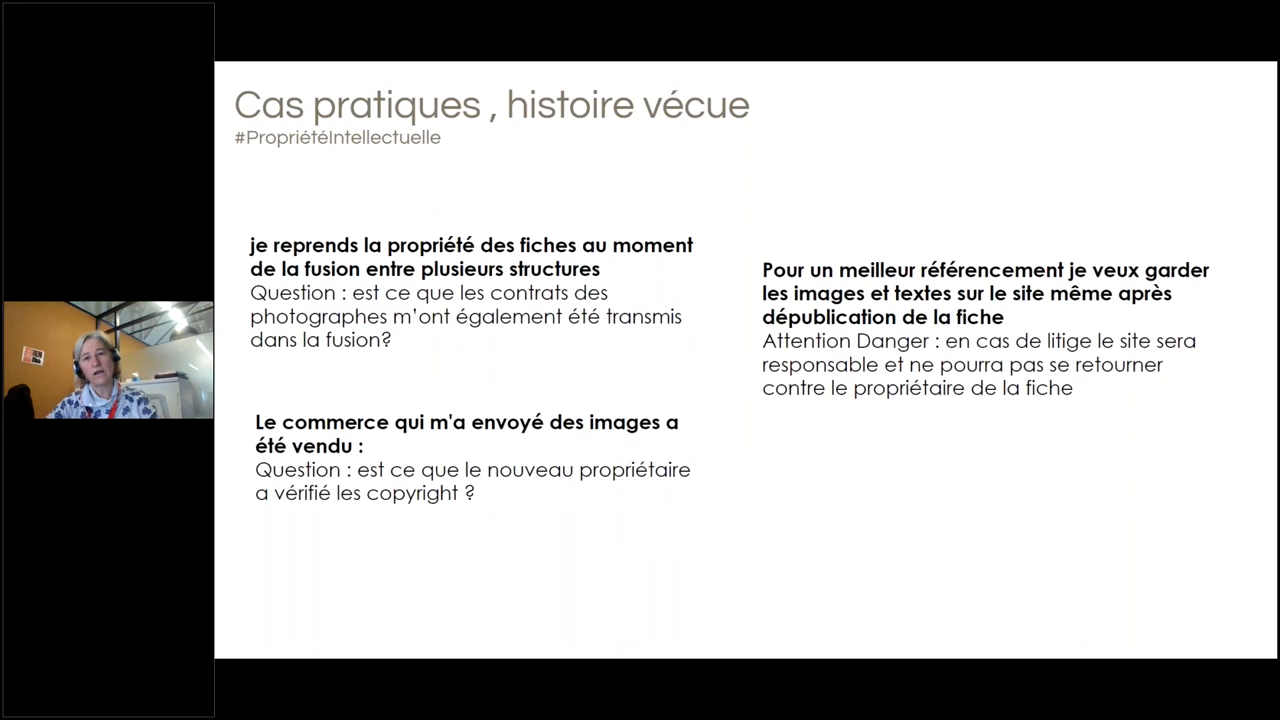 Cas pratiques , histoire vécue
#PropriétéIntellectuelle
je reprends la propriété des fiches au moment
de la fusion entre plusieurs structures
Question : est ce que les contrats des
photographes m’ont également été transmis
dans la fusion?
Le commerce qui m'a envoyé des images a
été vendu :
Question : est ce que le nouveau propriétaire
a vérifié les copyright ?
Pour un meilleur référencement je veux garder
les images et textes sur le site même après
dépublication de la fiche
Attention Danger : en cas de litige le site sera
responsable et ne pourra pas se retourner
contre le propriétaire de la fiche